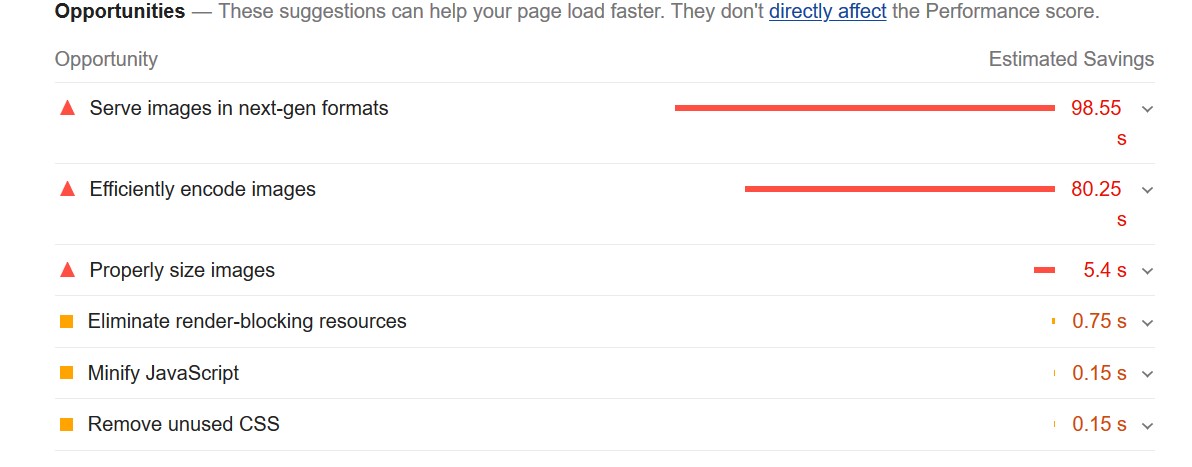 Opportunities — These suggestions can help your page load faster. They don't directly affect the Performance score.
Opportunity Estimated Savings
Serve images in next-gen formats 98.55 s
Efficiently encode images 80.25 s
Properly size images 5.4 s
Eliminate render-blocking resources 0.75 s
Minify JavaScript 0.15 s
Remove unused CSS 0.15 s